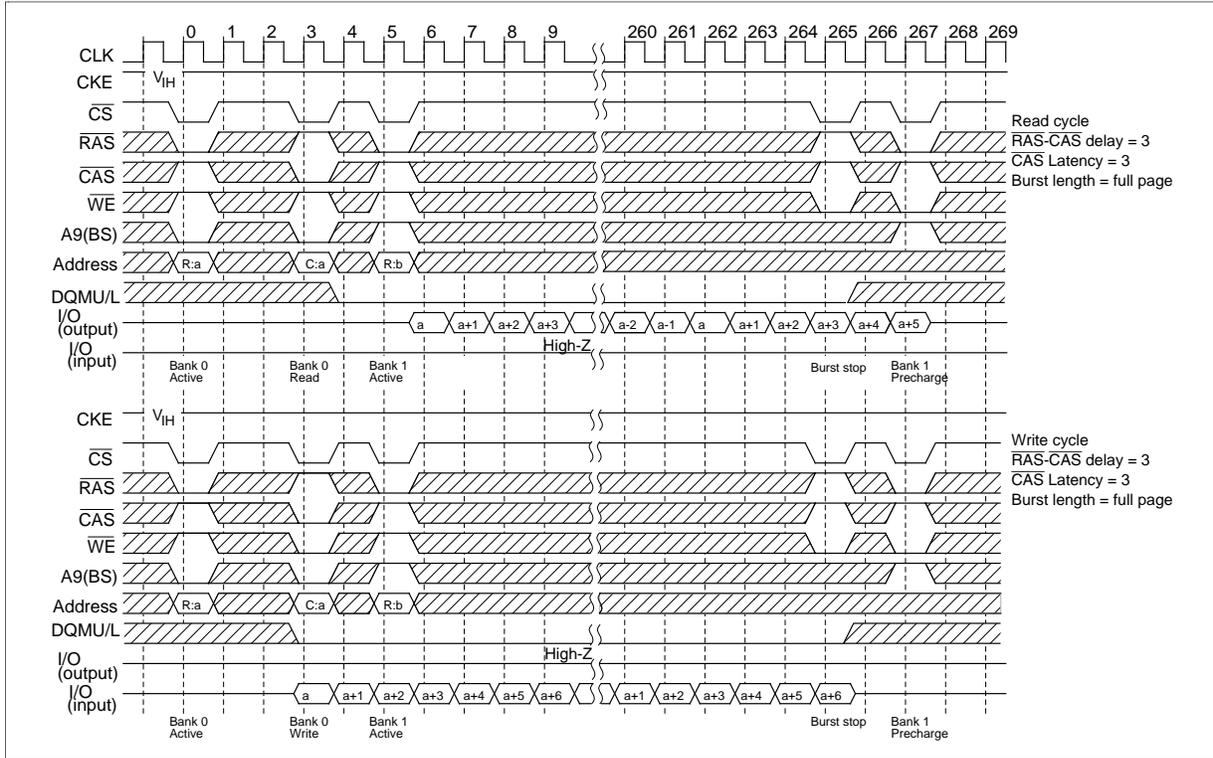 0 1 2 3 4 5 6 7 8 9 260 261 262 263 264 265 266 267 268 269
CLK
CKE VIH
CS
RAS
CAS
WE
A9(BS)
Address R:a C:a R:b
DQMU/L
I/O
(output) a a+1 a+2 a+3 a-2 a-1 a a+1 a+2 a+3 a+4 a+5
I/O
(input) High-Z
Bank 0
Active
Bank 0
Read
Bank 1
Active
Burst stop
Bank 1
Precharge
Read cycle
RAS-CAS delay = 3
CAS Latency = 3
Burst length = full page
CKE VIH
CS
RAS
CAS
WE
A9(BS)
Address R:a C:a R:b
DQMU/L
I/O
(output) High-Z
I/O
(input) a a+1 a+2 a+3 a+4 a+5 a+6 a+1 a+2 a+3 a+4 a+5 a+6
Bank 0
Active
Bank 0
Write
Bank 1
Active
Burst stop
Bank 1
Precharge
Write cycle
RAS-CAS delay = 3
CAS Latency = 3
Burst length = full page